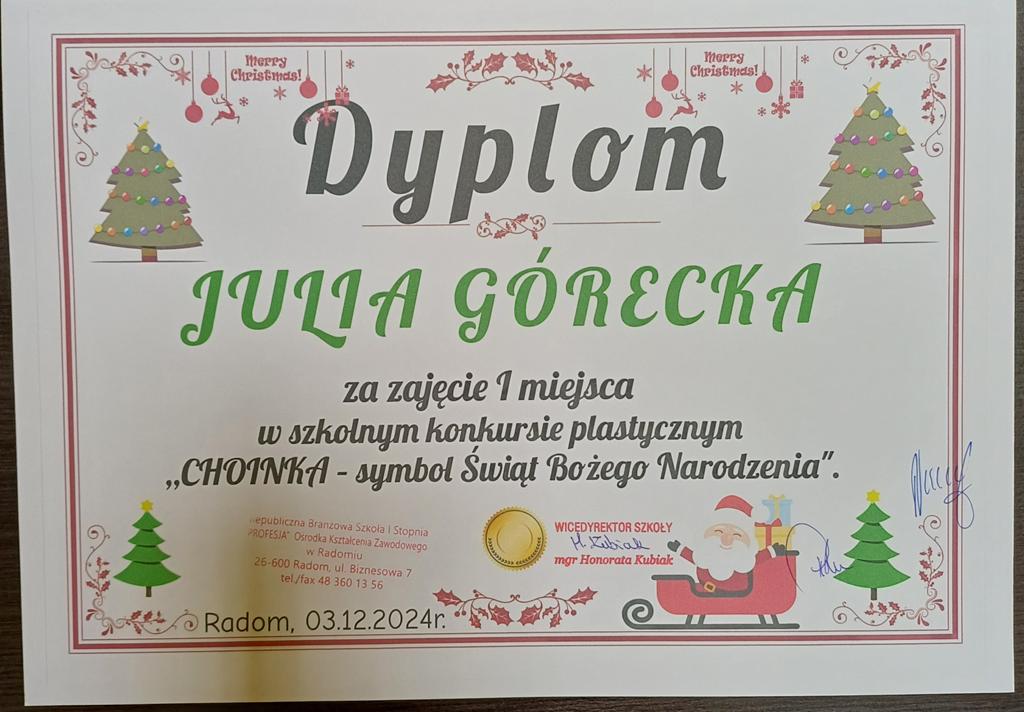 Merry Christmas!
Merry Christmas!
Dyplom
JULIA GÓRECKA
za zajęcie I miejsca
w szkolnym konkursie plastycznym
„CHOINKA – symbol Świąt Bożego Narodzenia”.
epubliczna Branżowa Szkoła I Stopnia
PROFESJA" Ośrodka Kształcenia Zawodowego
w Radomiu
26-600 Radom, ul. Biznesowa 7
tel./fax 48 360 13 56
WICEDYREKTOR SZKOŁY
mgr Honorata Kubiak
Radom, 03.12.2024r.